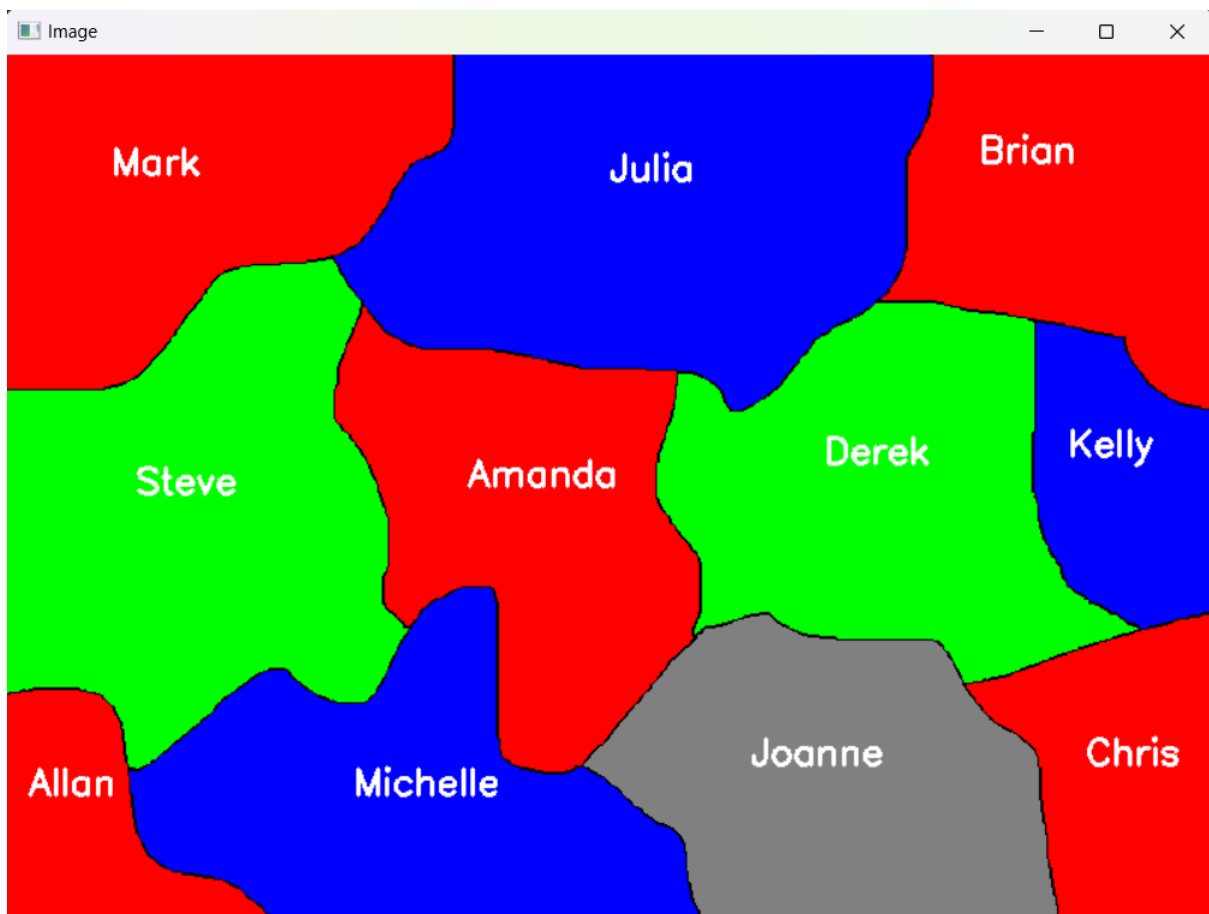 Image
Mark
Julia
Brian
Steve
Amanda
Derek
Kelly
Allan
Michelle
Joanne
Chris